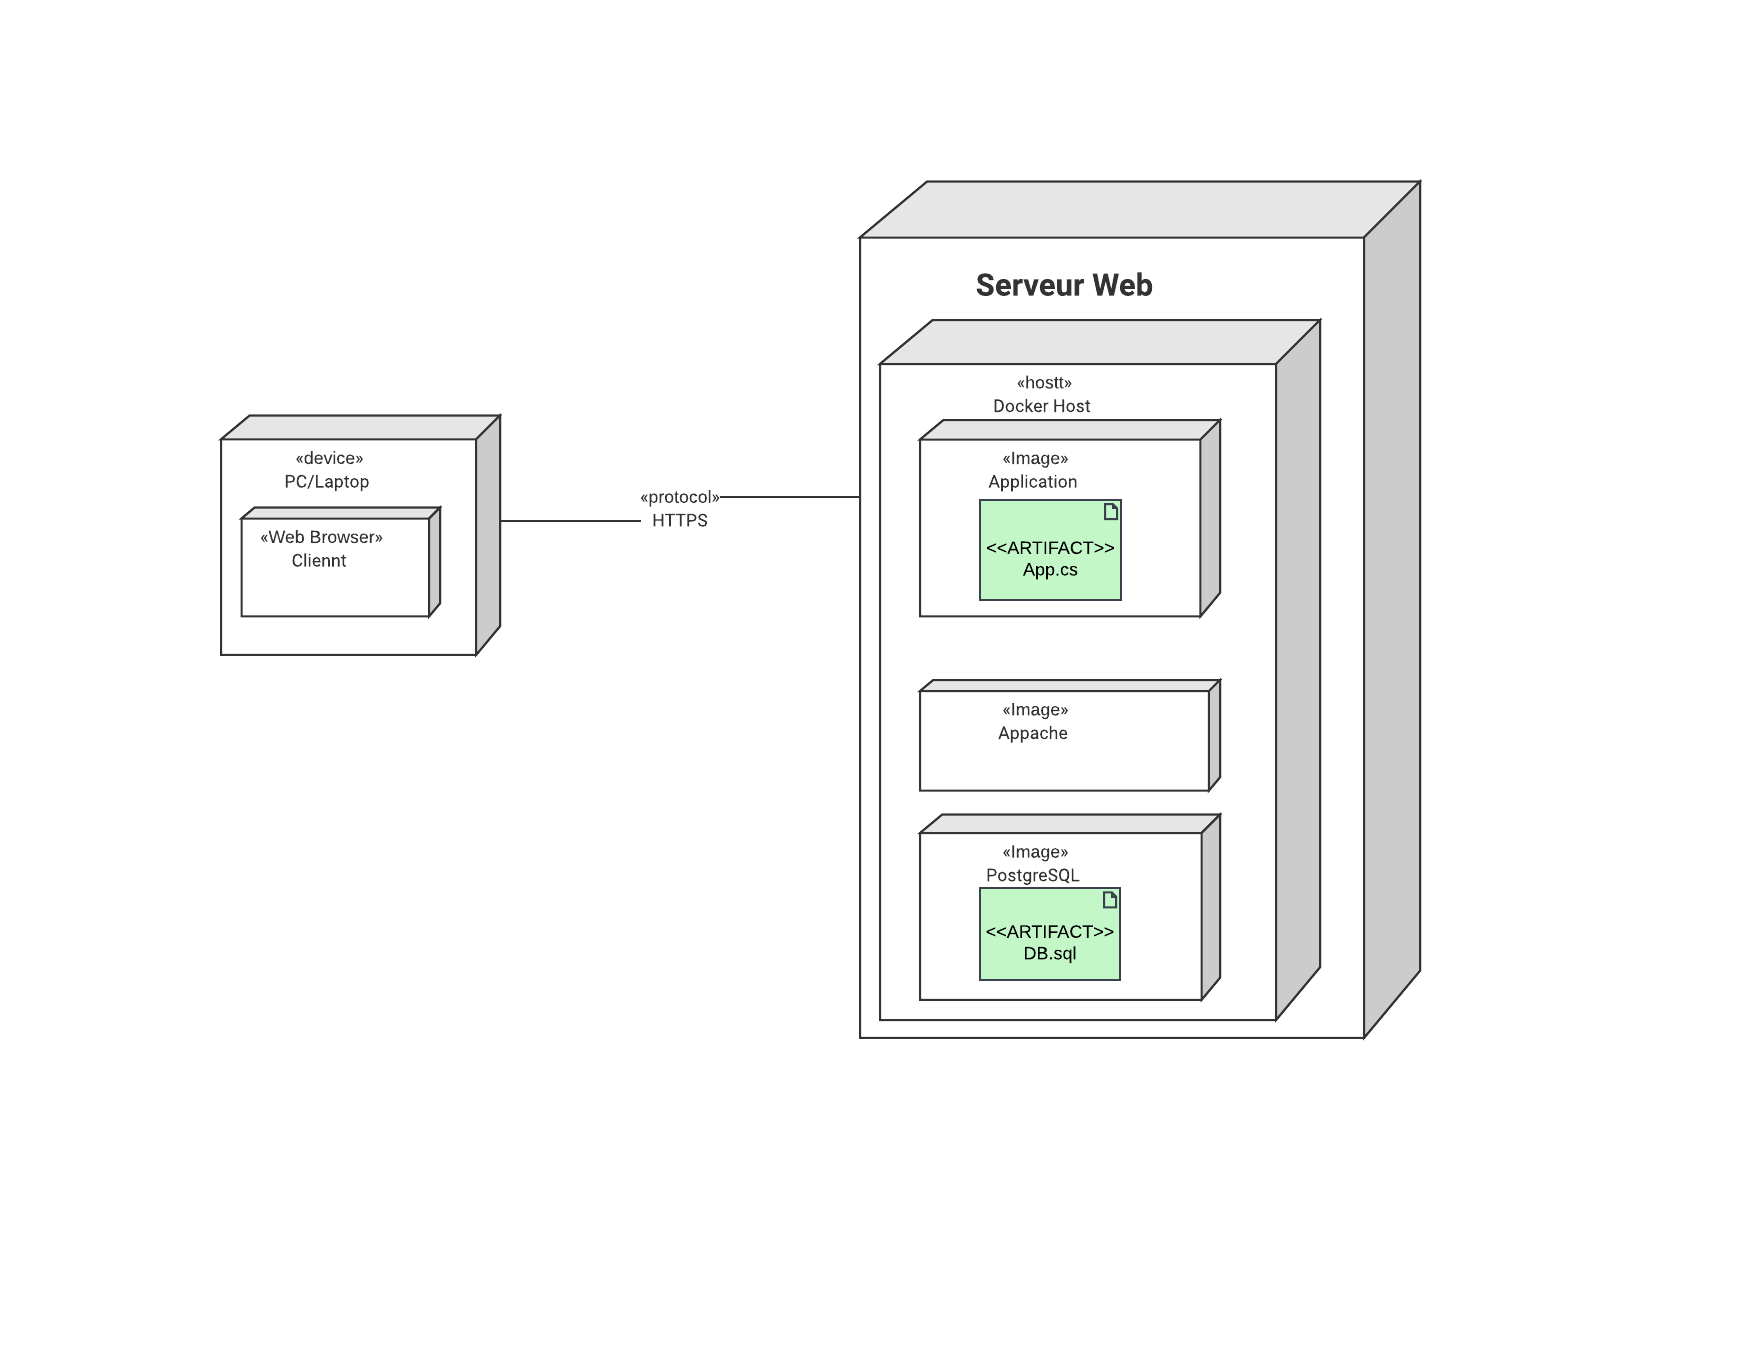 Serveur Web
«hostt»
Docker Host
«device»
PC/Laptop
«Web Browser»
Cliennt
«protocol»
HTTPS
«Image»
Application
<<ARTIFACT>>
App.cs
«Image»
Appache
«Image»
PostgreSQL
<<ARTIFACT>>
DB.sql